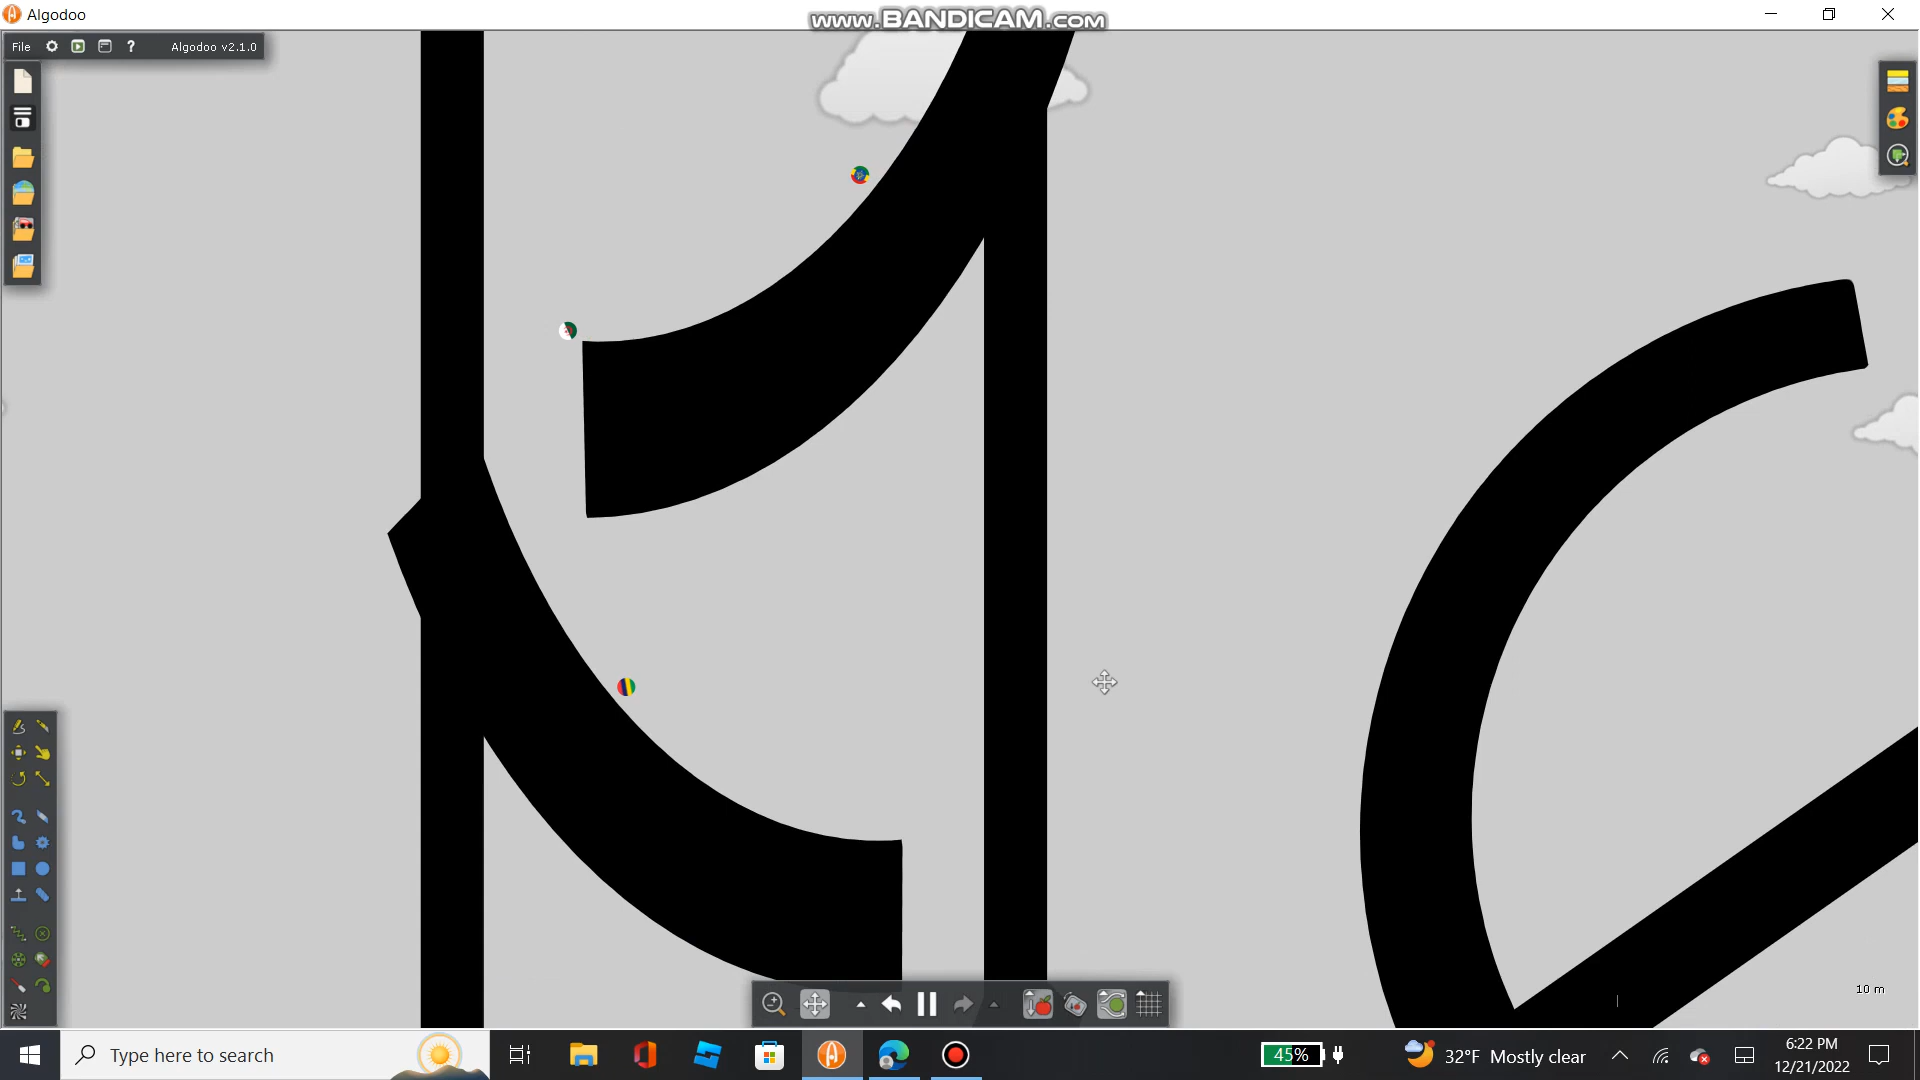 Algodoo
www.BANDICAM.com
File ? Algodoo v2.1.0
10 m
Type here to search
45%
32°F Mostly clear
6:22 PM
12/21/2022